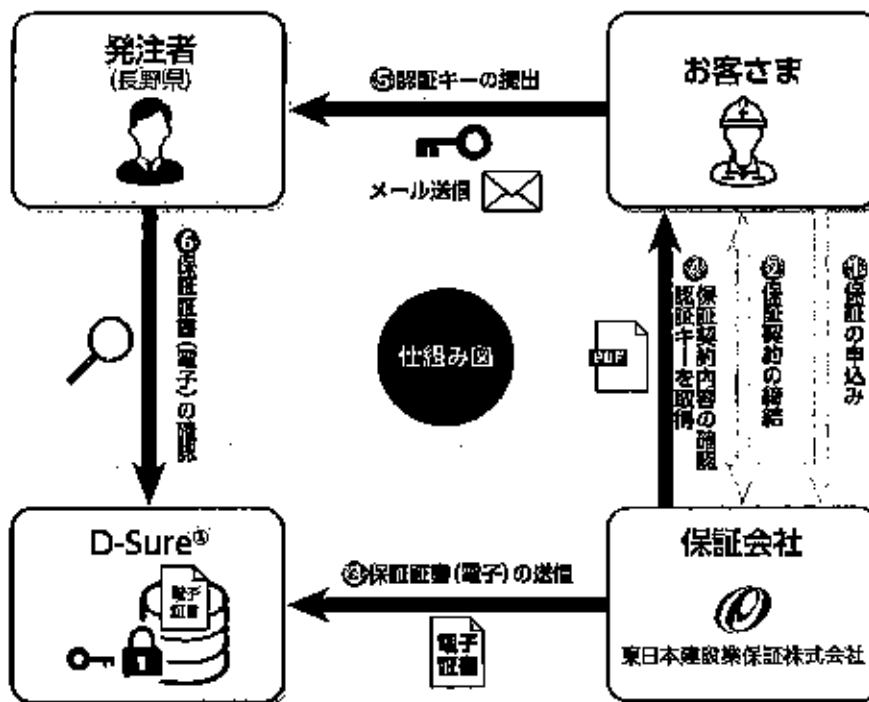 発注者
(長野県)
お客さま
⑤認証キーの提出
メール送信
⑥保証証書(電子)の確認
仕組み図
PDF
④保証契約内容の確認
認証キーを取得
②保証契約の締結
①保証の申込み
D-Sure
電子
証書
③保証証書(電子)の送信
電子
証書
保証会社
東日本建設業保証株式会社